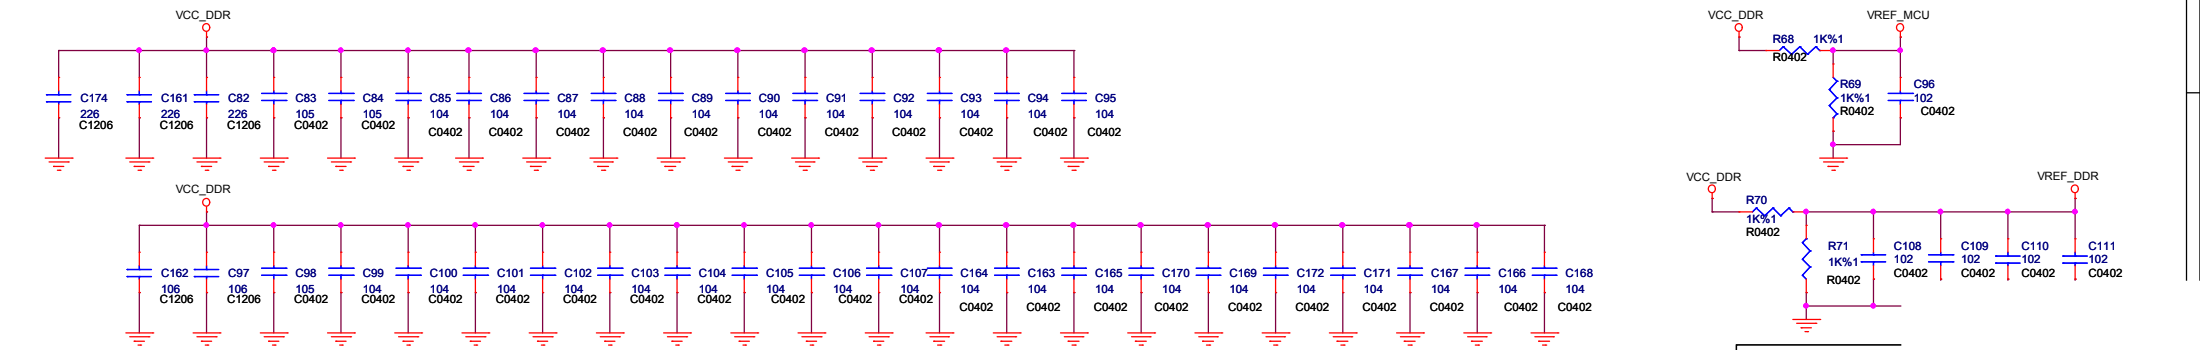 VCC_DDR
C174 C161 C82 C83 C84 C85 C86 C87 C88 C89 C90 C91 C92 C93 C94 C95
226 226 226 105 105 104 104 104 104 104 104 104 104 104 104 104
C1206 C1206 C1206 C0402 C0402 C0402 C0402 C0402 C0402 C0402 C0402 C0402 C0402 C0402 C0402 C0402
VCC_DDR
C162 C97 C98 C99 C100 C101 C102 C103 C104 C105 C106 C107 C164 C163 C165 C170 C169 C172 C171 C167 C166 C168
106 106 105 104 104 104 104 104 104 104 104 104 104 104 104 104 104 104 104 104 104 104
C1206 C1206 C0402 C0402 C0402 C0402 C0402 C0402 C0402 C0402 C0402 C0402 C0402 C0402 C0402 C0402 C0402 C0402 C0402 C0402 C0402 C0402
VCC_DDR VREF_MCU
R68 1K%1
R0402
R69 C96
1K%1 102
R0402 C0402
VCC_DDR VREF_DDR
R70
1K%1
R0402
R71 C108 C109 C110 C111
1K%1 102 102 102 102
R0402 C0402 C0402 C0402 C0402